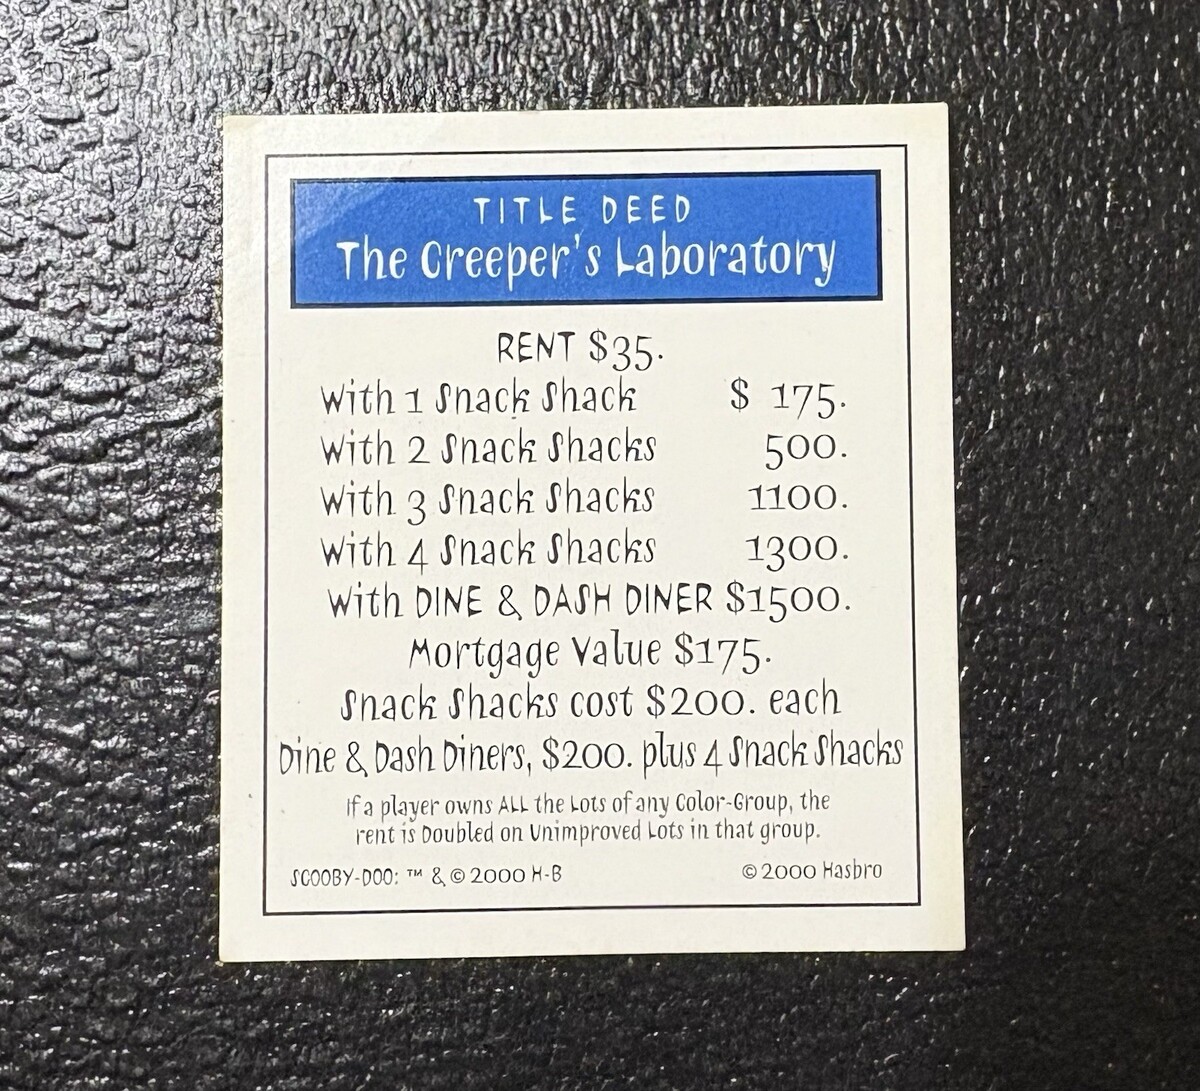 TITLE DEED
The Creeper's Laboratory
RENT $35.
With 1 Snack Shack $ 175.
With 2 Snack Shacks 500.
With 3 Snack Shacks 1100.
With 4 Snack Shacks 1300.
With DINE & DASH DINER $1500.
Mortgage Value $175.
Snack Shacks cost $200. each
Dine & Dash Diners, $200. plus 4 Snack Shacks
If a player owns ALL the Lots of any Color-Group, the
rent is Doubled on Unimproved Lots in that group.
SCOOBY-DOO: ™ & © 2000 H-B © 2000 Hasbro